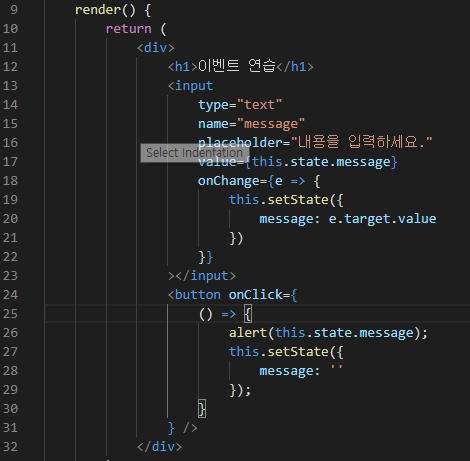 9 render() {
10 return (
11 <div>
12 <h1>이벤트 연습</h1>
13 <input
14 type="text"
15 name="message"
16 placeholder="내용을 입력하세요."
Select Indentation
17 value={this.state.message}
18 onChange={e => {
19 this.setState({
20 message: e.target.value
21 })
22 }}
23 ></input>
24 <button onClick={
25 () => {
26 alert(this.state.message);
27 this.setState({
28 message: ''
29 });
30 }
31 } />
32 </div>